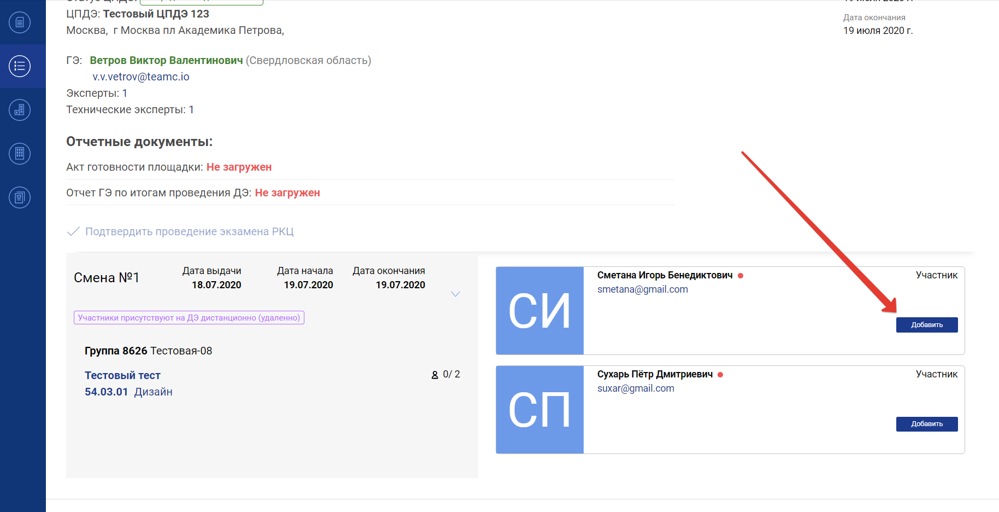 ЦПДЭ: Тестовый ЦПДЭ 123
Москва, г Москва пл Академика Петрова,
Дата окончания
19 июля 2020 г.
ГЭ: Ветров Виктор Валентинович (Свердловская область)
v.v.vetrov@teamc.io
Эксперты: 1
Технические эксперты: 1
Отчетные документы:
Акт готовности площадки: Не загружен
Отчет ГЭ по итогам проведения ДЭ: Не загружен
Подтвердить проведение экзамена РКЦ
Смена №1
Дата выдачи
18.07.2020
Дата начала
19.07.2020
Дата окончания
19.07.2020
Участники присутствуют на ДЭ дистанционно (удаленно)
Группа 8626 Тестовая-08
Тестовый тест
0/ 2
54.03.01 Дизайн
СИ
Сметана Игорь Бенедиктович
Участник
smetana@gmail.com
Добавить
СП
Сухарь Пётр Дмитриевич
Участник
suxar@gmail.com
Добавить